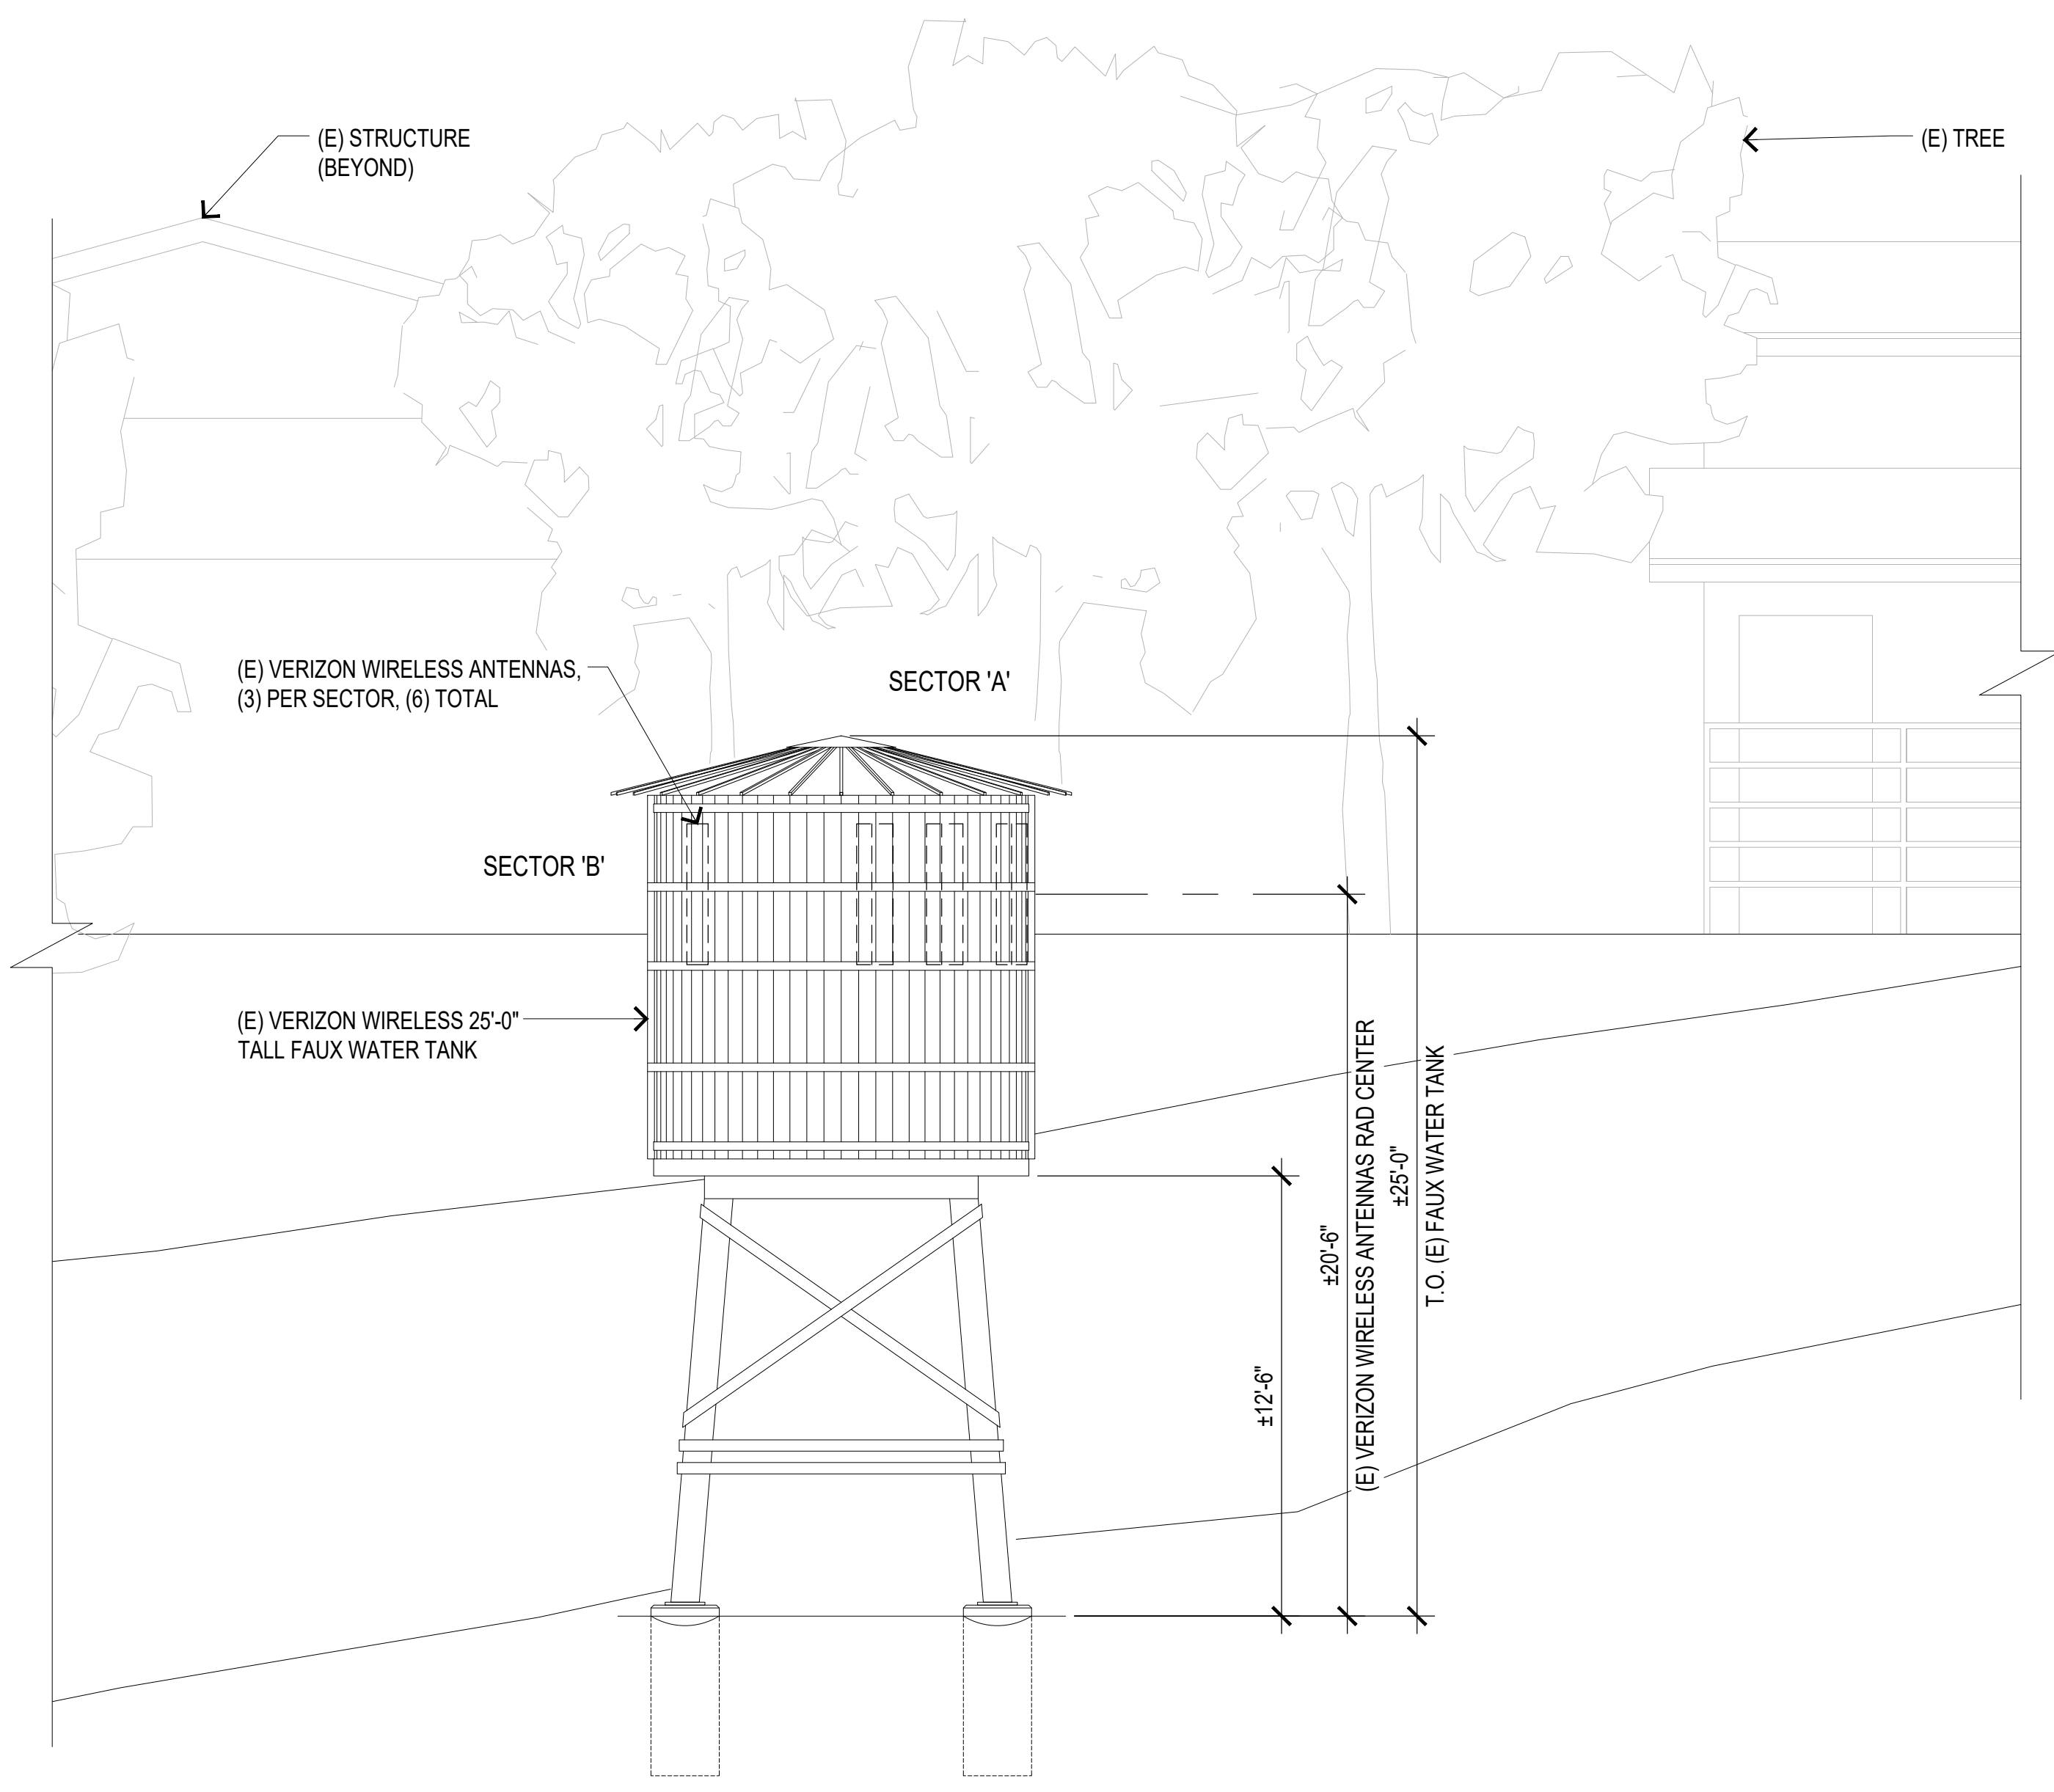 (E) STRUCTURE
(BEYOND)
(E) TREE
(E) VERIZON WIRELESS ANTENNAS,
(3) PER SECTOR, (6) TOTAL
SECTOR 'A'
SECTOR 'B'
(E) VERIZON WIRELESS 25'-0"
TALL FAUX WATER TANK
±12'-6"
±20'-6"
(E) VERIZON WIRELESS ANTENNAS RAD CENTER
±25'-0"
T.O. (E) FAUX WATER TANK